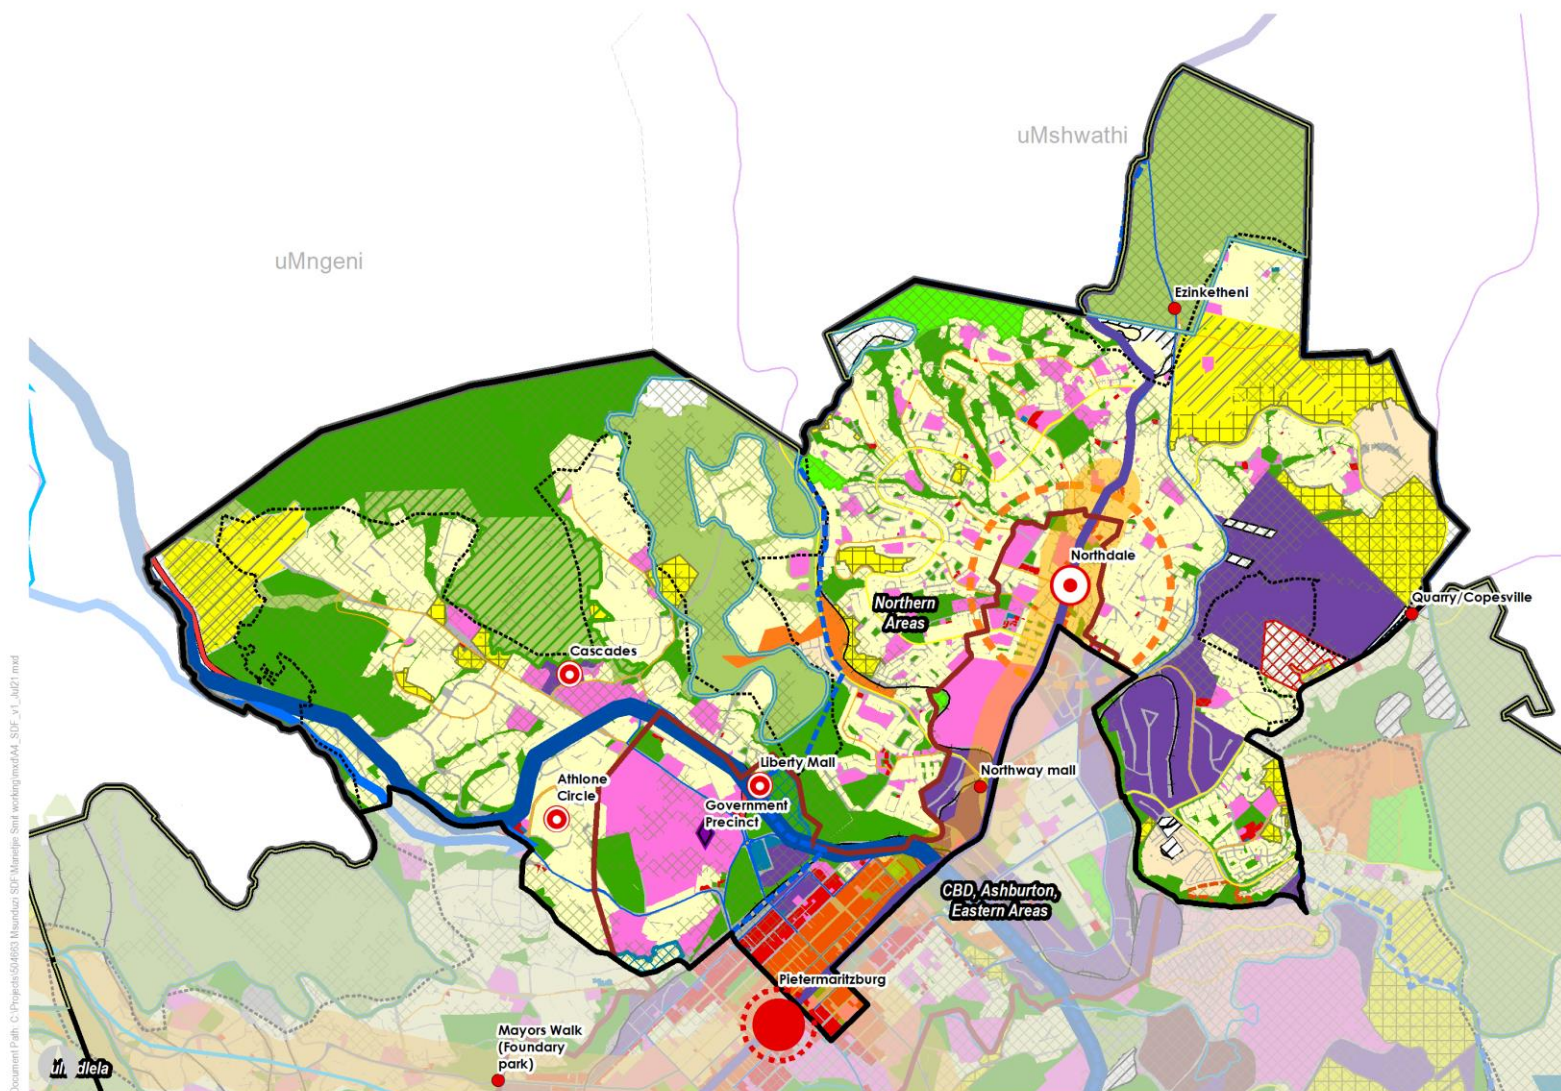 uMshwathi
uMngeni
Ezinketheni
Northdale
Quarry/Copesville
Northern
Areas
Cascades
Liberty Mall
Northway mall
Athlone
Circle
Government
Precinct
CBD, Ashburton,
Eastern Areas
Pietermaritzburg
Mayors Walk
(Foundary
park)